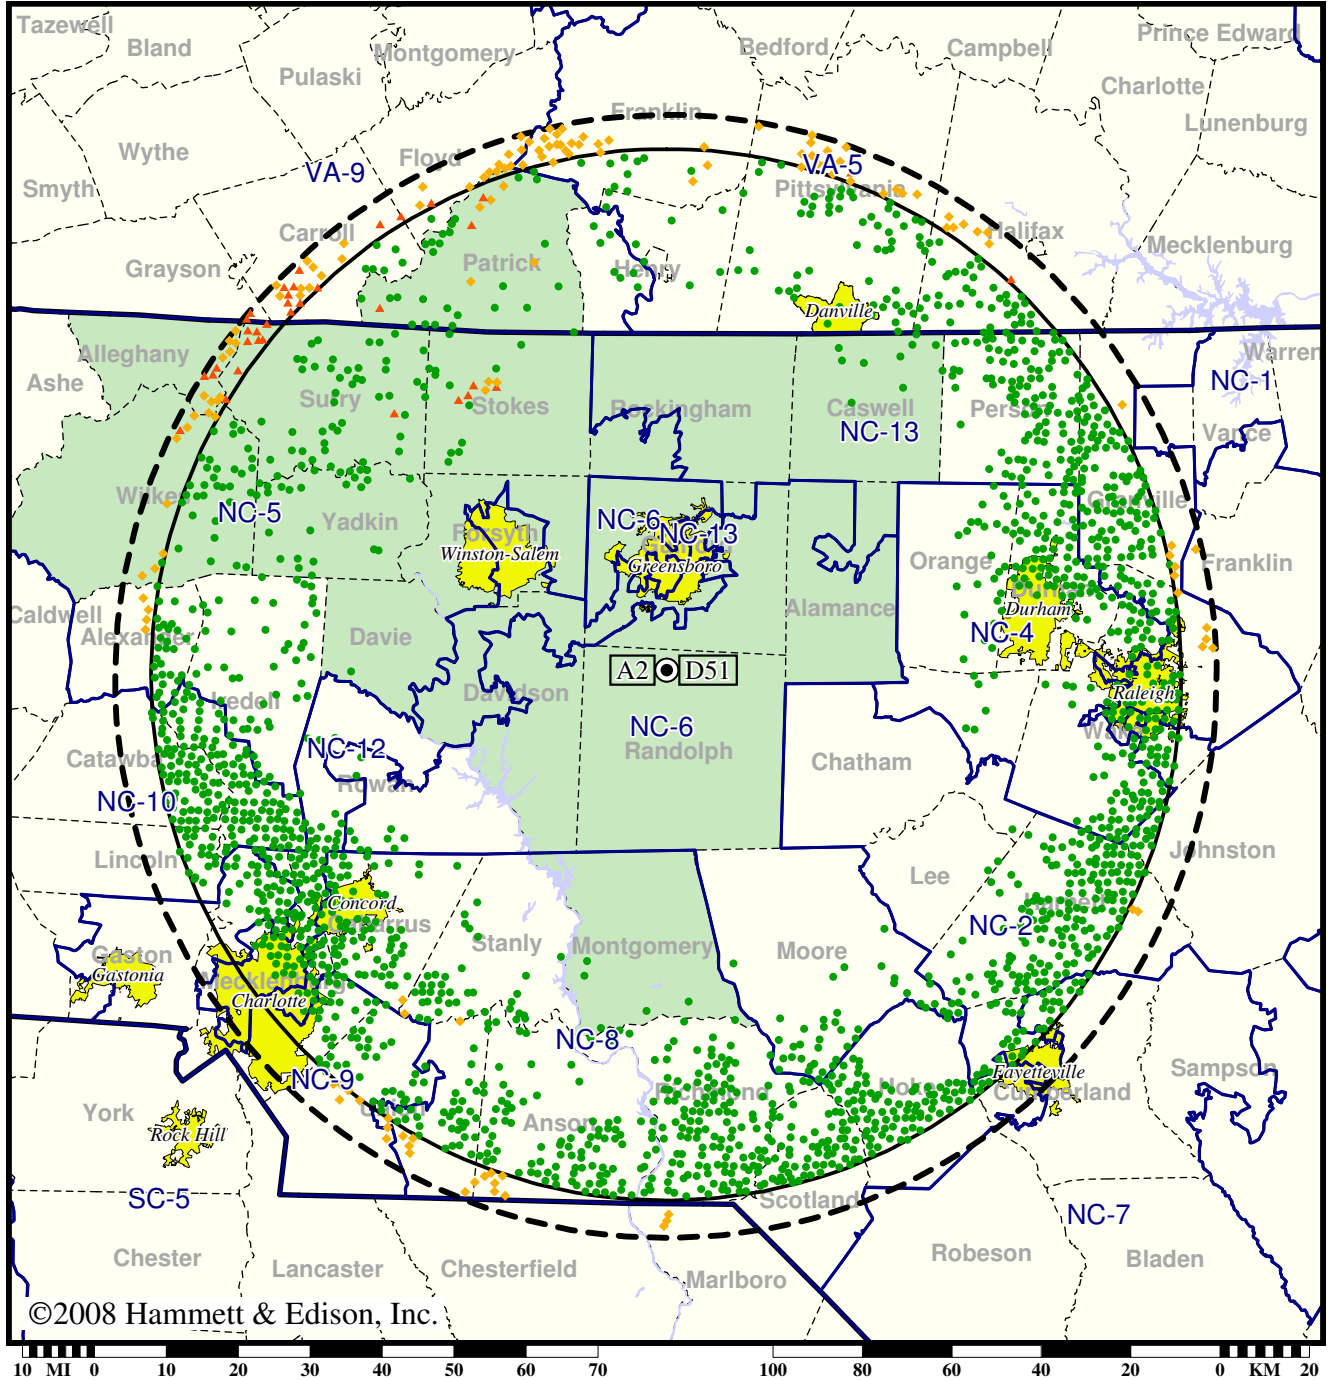 Tazewell
Bland
Montgomery
Bedford
Campbell
Prince Edward
Pulaski
Charlotte
Franklin
Lunenburg
Wythe
Floyd
VA-9
VA-5
Smyth
Pittsylvania
Carroll
Halifax
Mecklenburg
Grayson
Patrick
Henry
Danville
Alleghany
Warren
Ashe
NC-1
Surry
Stokes
Rockingham
Caswell
Person
NC-13
Vance
Wilkes
Granville
NC-5
Yadkin
NC-6
NC-13
Forsyth
Winston-Salem
Greensboro
Orange
Franklin
Durham
Caldwell
Alexander
Davie
Alamance
NC-4
A2
D51
Iredell
Davidson
Raleigh
NC-6
Wake
NC-12
Randolph
Catawba
Rowan
Chatham
NC-10
Lincoln
Johnston
Lee
Concord
Harnett
Cabarrus
NC-2
Stanly
Montgomery
Moore
Gaston
Gastonia
Mecklenburg
Charlotte
NC-8
Sampson
NC-9
Fayetteville
Richmond
Hoke
Cumberland
York
Union
Anson
Rock Hill
SC-5
Scotland
NC-7
Chester
Lancaster
Chesterfield
Marlboro
Robeson
Bladen
©2008 Hammett & Edison, Inc.
10 MI 0 10 20 30 40 50 60 70 100 80 60 40 20 0 KM 20